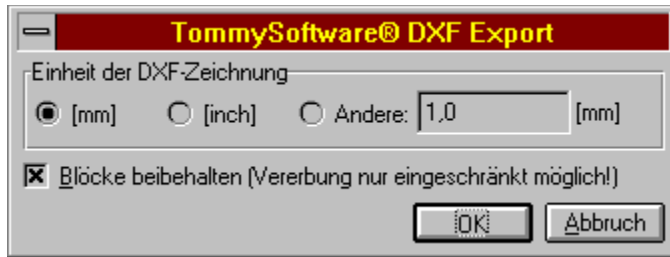 TommySoftware® DXF Export
Einheit der DXF-Zeichnung
[mm] [inch] Andere: 1,0 [mm]
Blöcke beibehalten (Vererbung nur eingeschränkt möglich!)
OK Abbruch